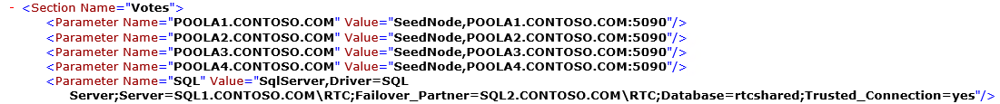 - <Section Name="Votes">
<Parameter Name="POOLA1.CONTOSO.COM" Value="SeedNode,POOLA1.CONTOSO.COM:5090"/>
<Parameter Name="POOLA2.CONTOSO.COM" Value="SeedNode,POOLA2.CONTOSO.COM:5090"/>
<Parameter Name="POOLA3.CONTOSO.COM" Value="SeedNode,POOLA3.CONTOSO.COM:5090"/>
<Parameter Name="POOLA4.CONTOSO.COM" Value="SeedNode,POOLA4.CONTOSO.COM:5090"/>
<Parameter Name="SQL" Value="SqlServer,Driver=SQL
Server;Server=SQL1.CONTOSO.COM\RTC;Failover_Partner=SQL2.CONTOSO.COM\RTC;Database=rtcshared;Trusted_Connection=yes"/>